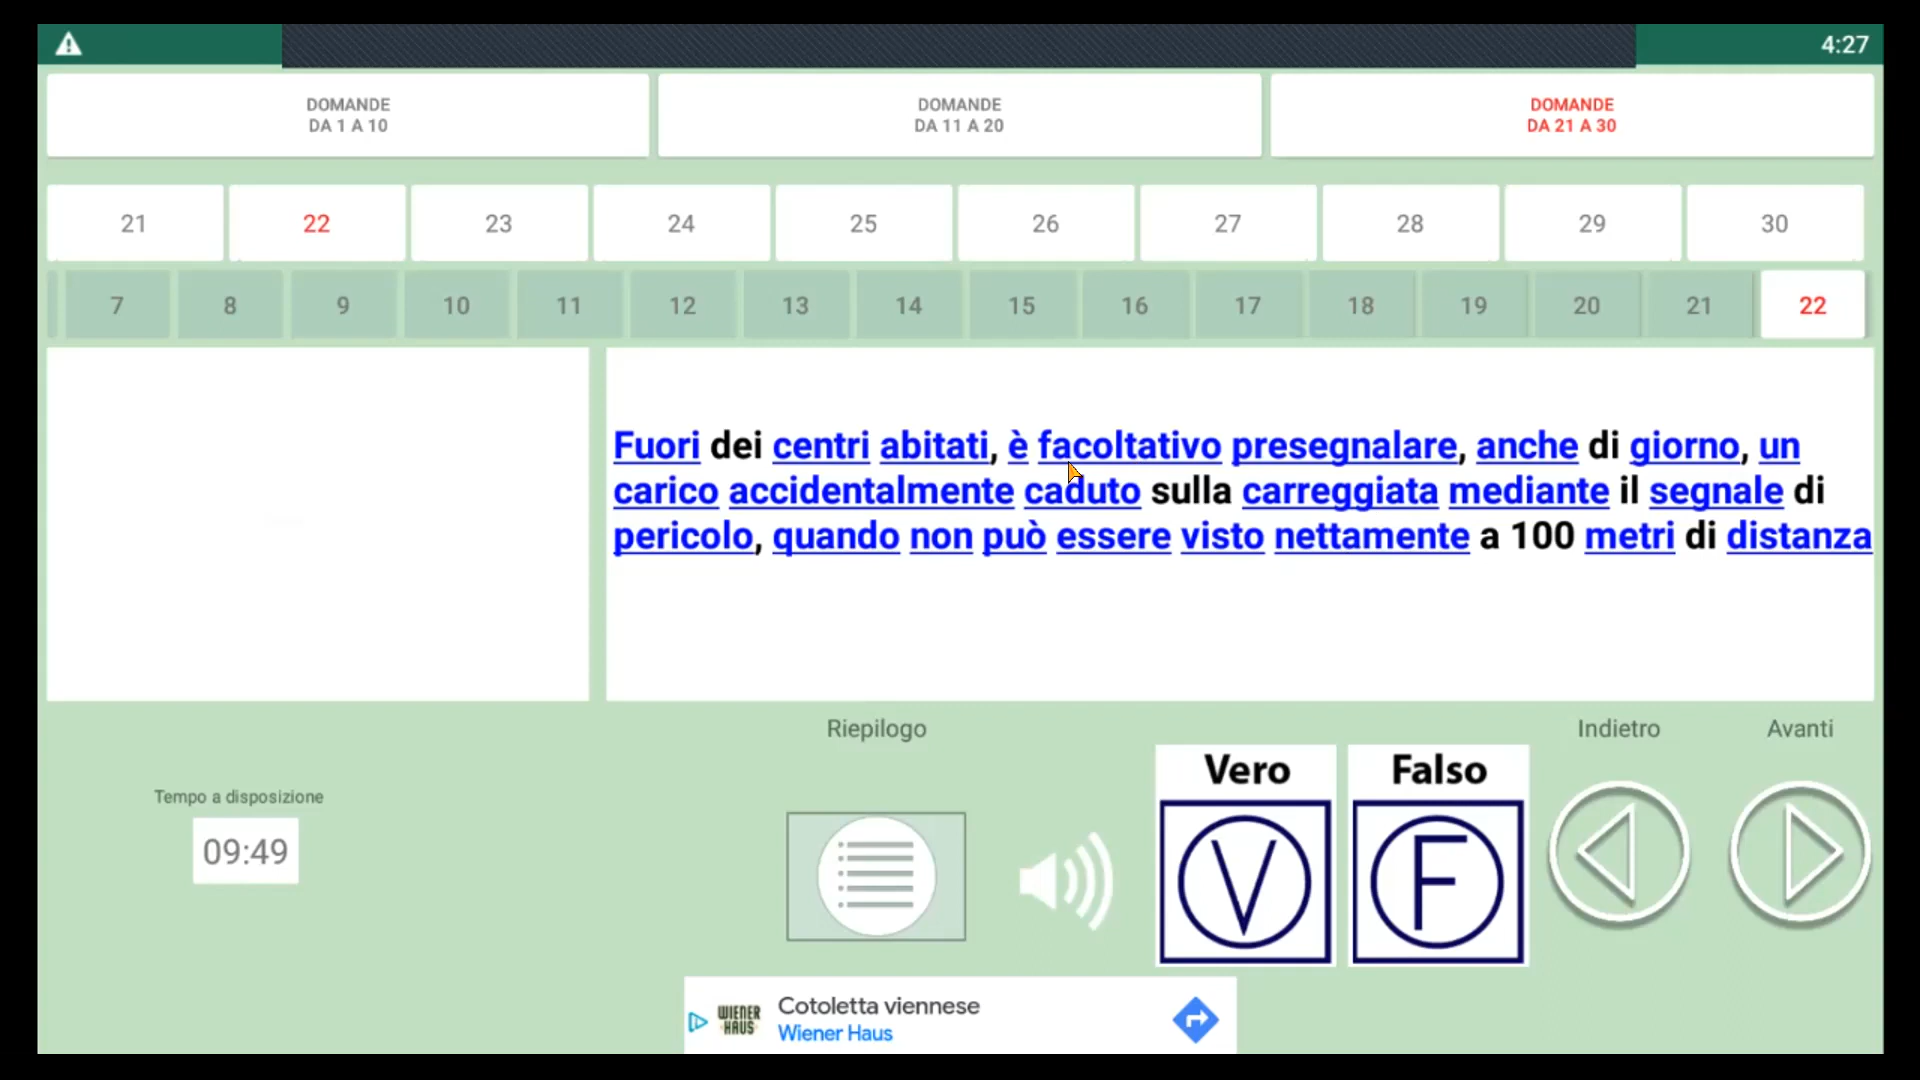 4:27
DOMANDE
DA 1 A 10
DOMANDE
DA 11 A 20
DOMANDE
DA 21 A 30
21 22 23 24 25 26 27 28 29 30
7 8 9 10 11 12 13 14 15 16 17 18 19 20 21 22
Fuori dei centri abitati, è facoltativo presegnalare, anche di giorno, un
carico accidentalmente caduto sulla carreggiata mediante il segnale di
pericolo, quando non può essere visto nettamente a 100 metri di distanza
Riepilogo
Indietro
Avanti
Vero
Falso
V
F
Tempo a disposizione
09:49
WIENER
HAUS
Cotoletta viennese
Wiener Haus